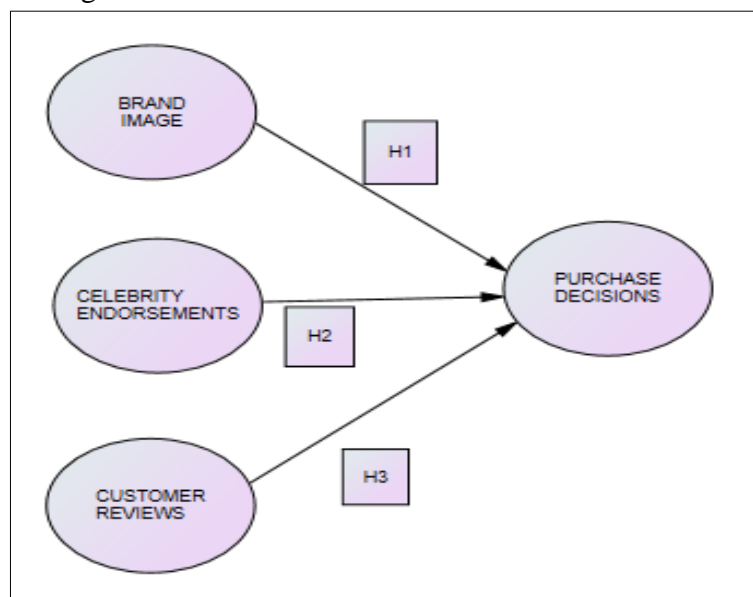 BRAND
IMAGE
H1
CELEBRITY
ENDORSEMENTS
H2
PURCHASE
DECISIONS
CUSTOMER
REVIEWS
H3